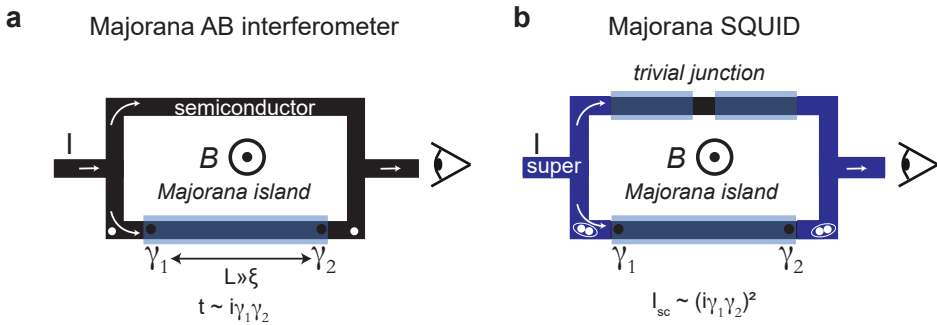 a
Majorana AB interferometer
semiconductor
I
B
Majorana island
γ₁
γ₂
L»ξ
t ~ iγ₁γ₂
b
Majorana SQUID
trivial junction
I
super
B
Majorana island
γ₁
γ₂
Iₛ꜀ ~ (iγ₁γ₂)²